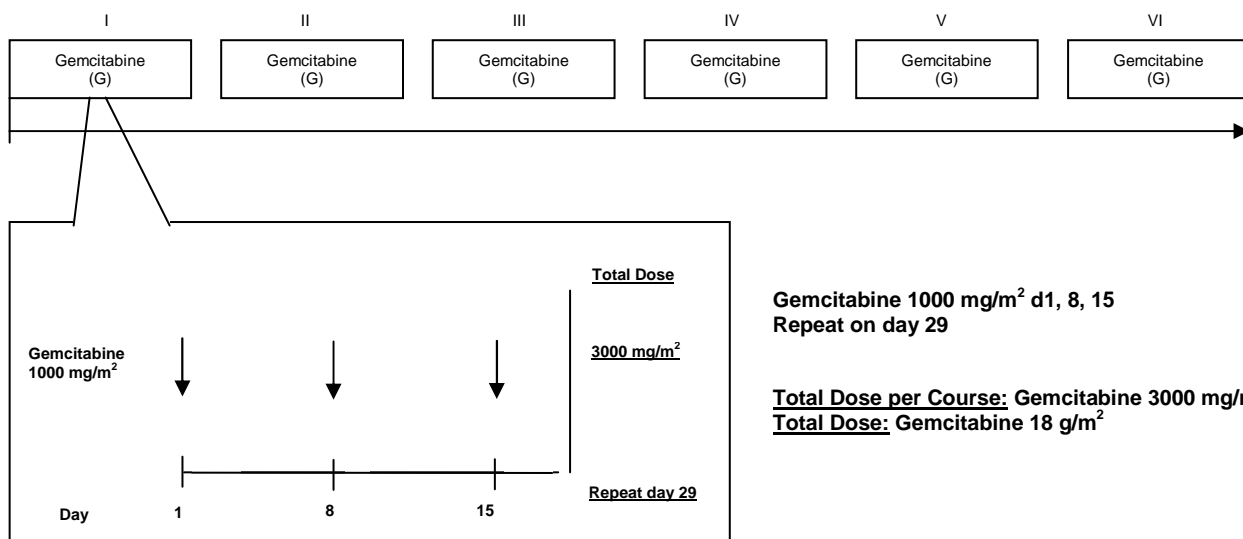 I II III IV V VI
Gemcitabine Gemcitabine Gemcitabine Gemcitabine Gemcitabine Gemcitabine
(G) (G) (G) (G) (G) (G)
Total Dose
Gemcitabine
1000 mg/m²
3000 mg/m²
Repeat day 29
Day 1 8 15
Gemcitabine 1000 mg/m² d1, 8, 15
Repeat on day 29
Total Dose per Course: Gemcitabine 3000 mg/
Total Dose: Gemcitabine 18 g/m²